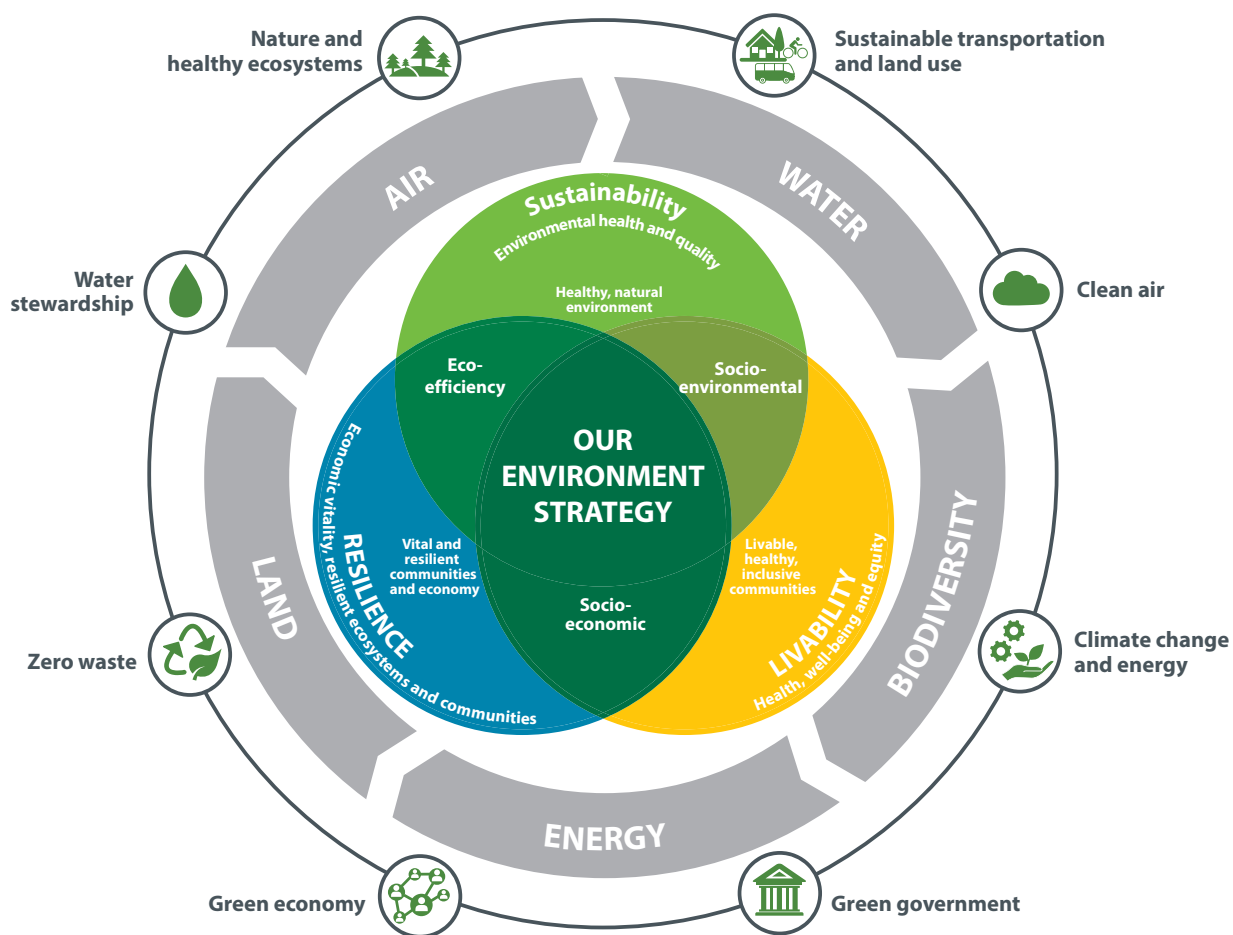 Nature and
healthy ecosystems
Sustainable transportation
and land use
AIR
WATER
Sustainability
Environmental health and quality
Water
stewardship
Healthy, natural
environment
Clean air
Eco-
efficiency
Socio-
environmental
OUR
ENVIRONMENT
STRATEGY
LAND
Economic vitality, resilient ecosystems and communities
RESILIENCE
Vital and
resilient
communities
and economy
Livable,
healthy,
inclusive
communities
LIVABILITY
Health, well-being and equity
BIODIVERSITY
Socio-
economic
Zero waste
Climate change
and energy
ENERGY
Green economy
Green government